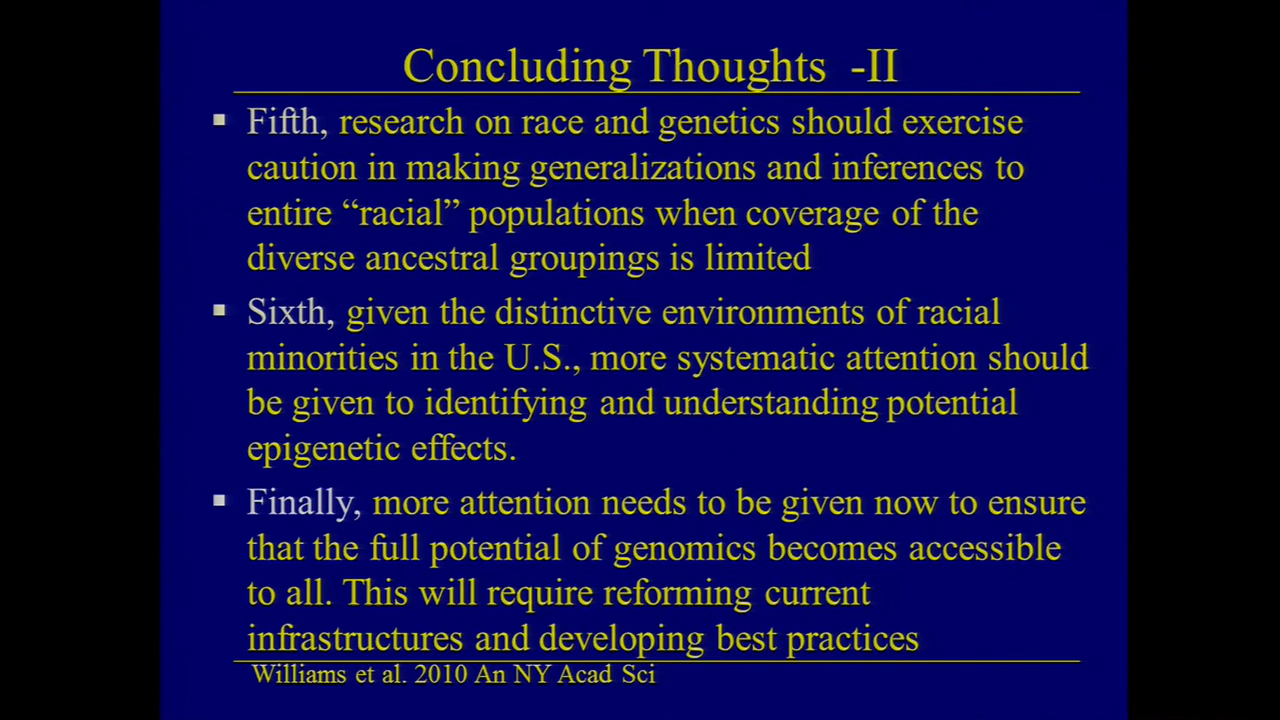 Concluding Thoughts -II
▪ Fifth, research on race and genetics should exercise
caution in making generalizations and inferences to
entire “racial” populations when coverage of the
diverse ancestral groupings is limited
▪ Sixth, given the distinctive environments of racial
minorities in the U.S., more systematic attention should
be given to identifying and understanding potential
epigenetic effects.
▪ Finally, more attention needs to be given now to ensure
that the full potential of genomics becomes accessible
to all. This will require reforming current
infrastructures and developing best practices
Williams et al. 2010 An NY Acad Sci